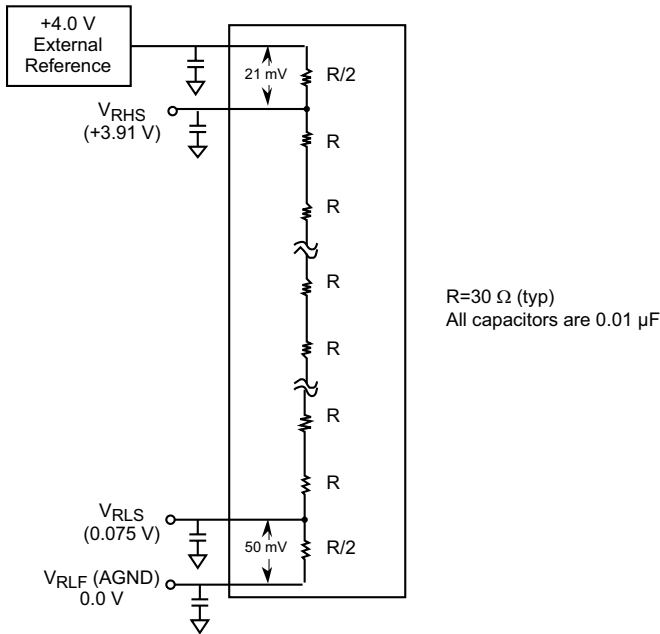 +4.0 V
External
Reference
21 mV
R/2
VRHS
(+3.91 V)
R
R
R
R=30 Ω (typ)
All capacitors are 0.01 µF
R
R
R
VRLS
(0.075 V)
50 mV
R/2
VRLF (AGND)
0.0 V